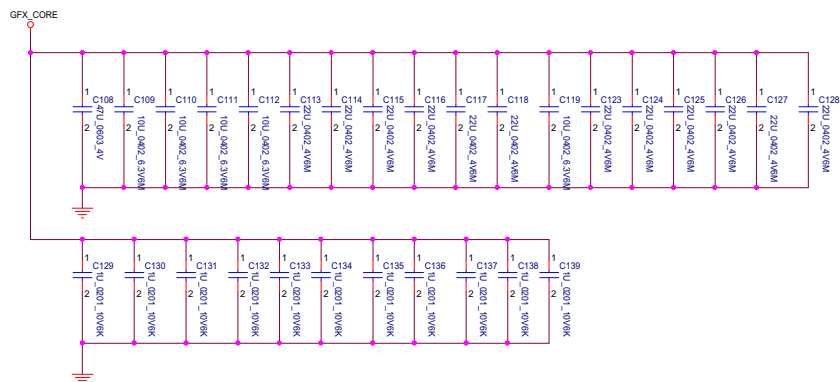 GFX_CORE
1
C108
2
47U_0603_4V
1
C109
2
10U_0402_6.3V6M
1
C110
2
10U_0402_6.3V6M
1
C111
2
10U_0402_6.3V6M
1
C112
2
10U_0402_6.3V6M
1
C113
2
22U_0402_4V6M
1
C114
2
22U_0402_4V6M
1
C115
2
22U_0402_4V6M
1
C116
2
22U_0402_4V6M
1
C117
2
22U_0402_4V6M
1
C118
2
22U_0402_4V6M
1
C119
2
10U_0402_6.3V6M
1
C123
2
22U_0402_4V6M
1
C124
2
22U_0402_4V6M
1
C125
2
22U_0402_4V6M
1
C126
2
22U_0402_4V6M
1
C127
2
22U_0402_4V6M
1
C128
2
22U_0402_4V6M
1
C129
2
1U_0201_10V6K
1
C130
2
1U_0201_10V6K
1
C131
2
1U_0201_10V6K
1
C132
2
1U_0201_10V6K
1
C133
2
1U_0201_10V6K
1
C134
2
1U_0201_10V6K
1
C135
2
1U_0201_10V6K
1
C136
2
1U_0201_10V6K
1
C137
2
1U_0201_10V6K
1
C138
2
1U_0201_10V6K
1
C139
2
1U_0201_10V6K